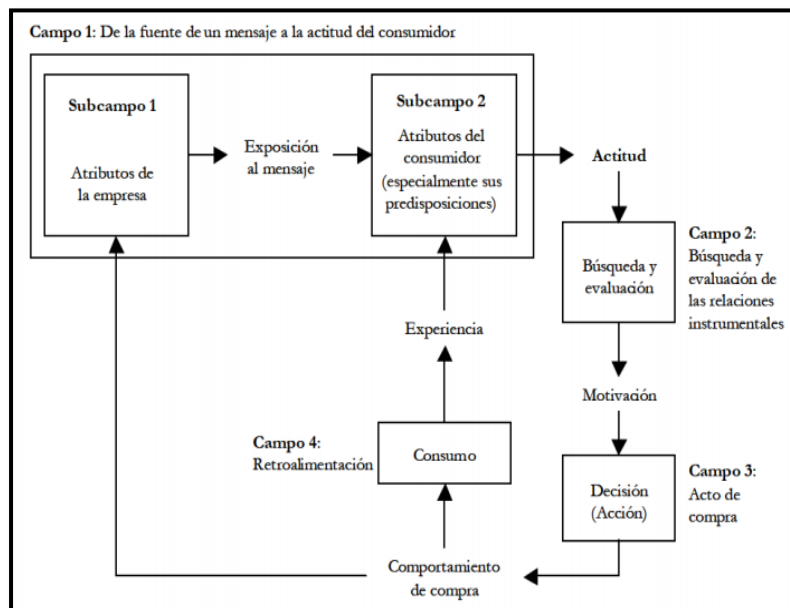 Campo 1: De la fuente de un mensaje a la actitud del consumidor
Subcampo 1
Atributos de
la empresa
Exposición
al mensaje
Subcampo 2
Atributos del
consumidor
(especialmente sus
predisposiciones)
Actitud
Búsqueda y
evaluación
Campo 2:
Búsqueda y
evaluación de
las relaciones
instrumentales
Experiencia
Motivación
Campo 4:
Retroalimentación
Consumo
Decisión
(Acción)
Campo 3:
Acto de
compra
Comportamiento
de compra